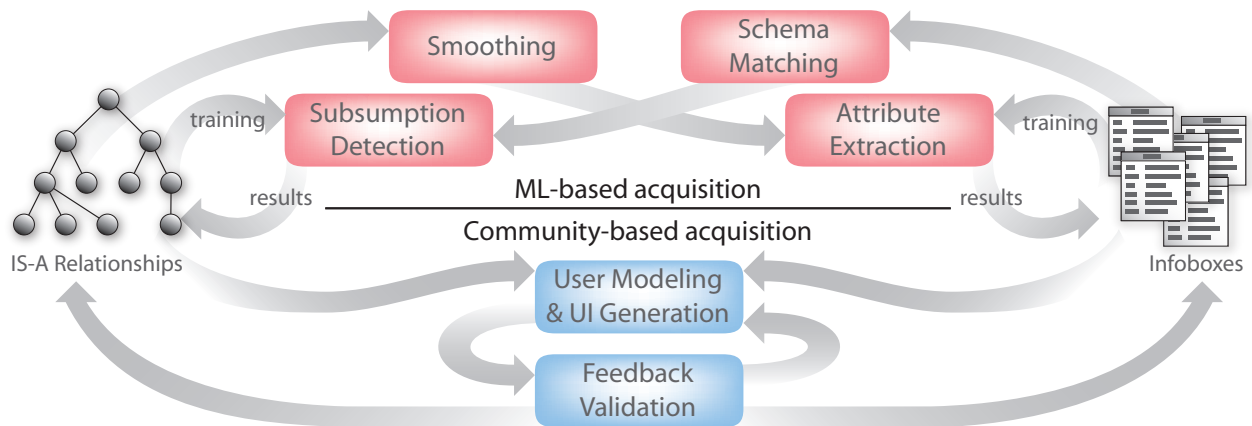 Smoothing
Schema
Matching
training
Subsumption
Detection
Attribute
Extraction
training
results
ML-based acquisition
results
Community-based acquisition
IS-A Relationships
Infoboxes
User Modeling
& UI Generation
Feedback
Validation